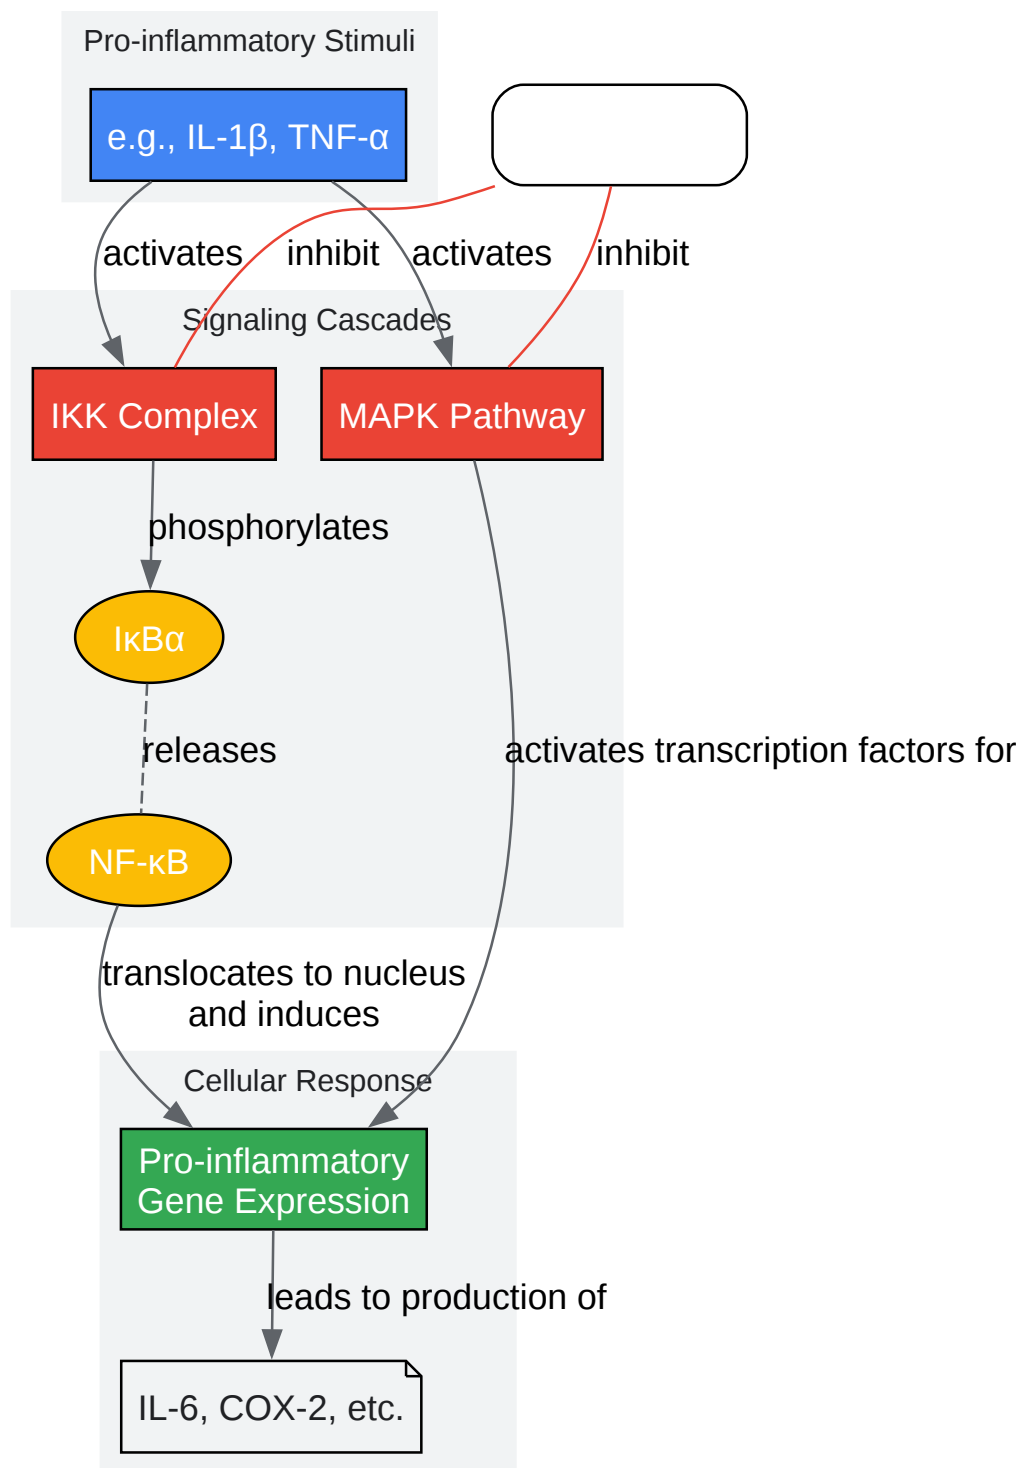 Pro-inflammatory Stimuli
e.g., IL-1β, TNF-α
activates
inhibit
activates
inhibit
Signaling Cascades
IKK Complex
MAPK Pathway
phosphorylates
IκBα
releases
activates transcription factors for
NF-κB
translocates to nucleus
and induces
Cellular Response
Pro-inflammatory
Gene Expression
leads to production of
IL-6, COX-2, etc.